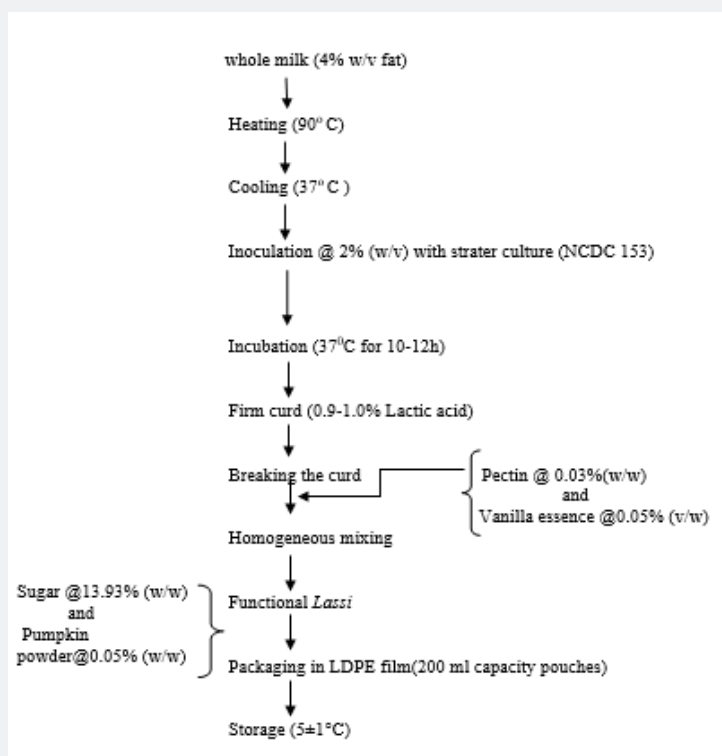 whole milk (4% w/v fat)
Heating (90⁰ C)
Cooling (37⁰ C )
Inoculation @ 2% (w/v) with strater culture (NCDC 153)
Incubation (37⁰C for 10-12h)
Firm curd (0.9-1.0% Lactic acid)
Breaking the curd
Pectin @ 0.03%(w/w)
and
Vanilla essence @0.05% (v/w)
Homogeneous mixing
Sugar @13.93% (w/w)
and
Pumpkin
powder@0.05% (w/w)
Functional Lassi
Packaging in LDPE film(200 ml capacity pouches)
Storage (5±1°C)